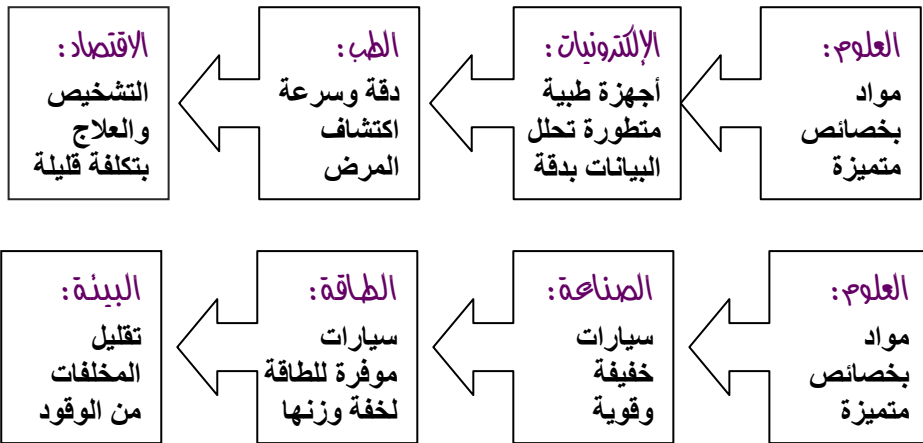 العلوم:
مواد
بخصائص
متميزة
الإلكترونيات:
أجهزة طبية
متطورة تحلل
البيانات بدقة
الطب:
دقة وسرعة
اكتشاف
المرض
الاقتصاد:
التشخيص
والعلاج
بتكلفة قليلة
العلوم:
مواد
بخصائص
متميزة
الصناعة:
سيارات
خفيفة
وقوية
الطاقة:
سيارات
موفرة للطاقة
لخفة وزنها
البيئة:
تقليل
المخلفات
من الوقود